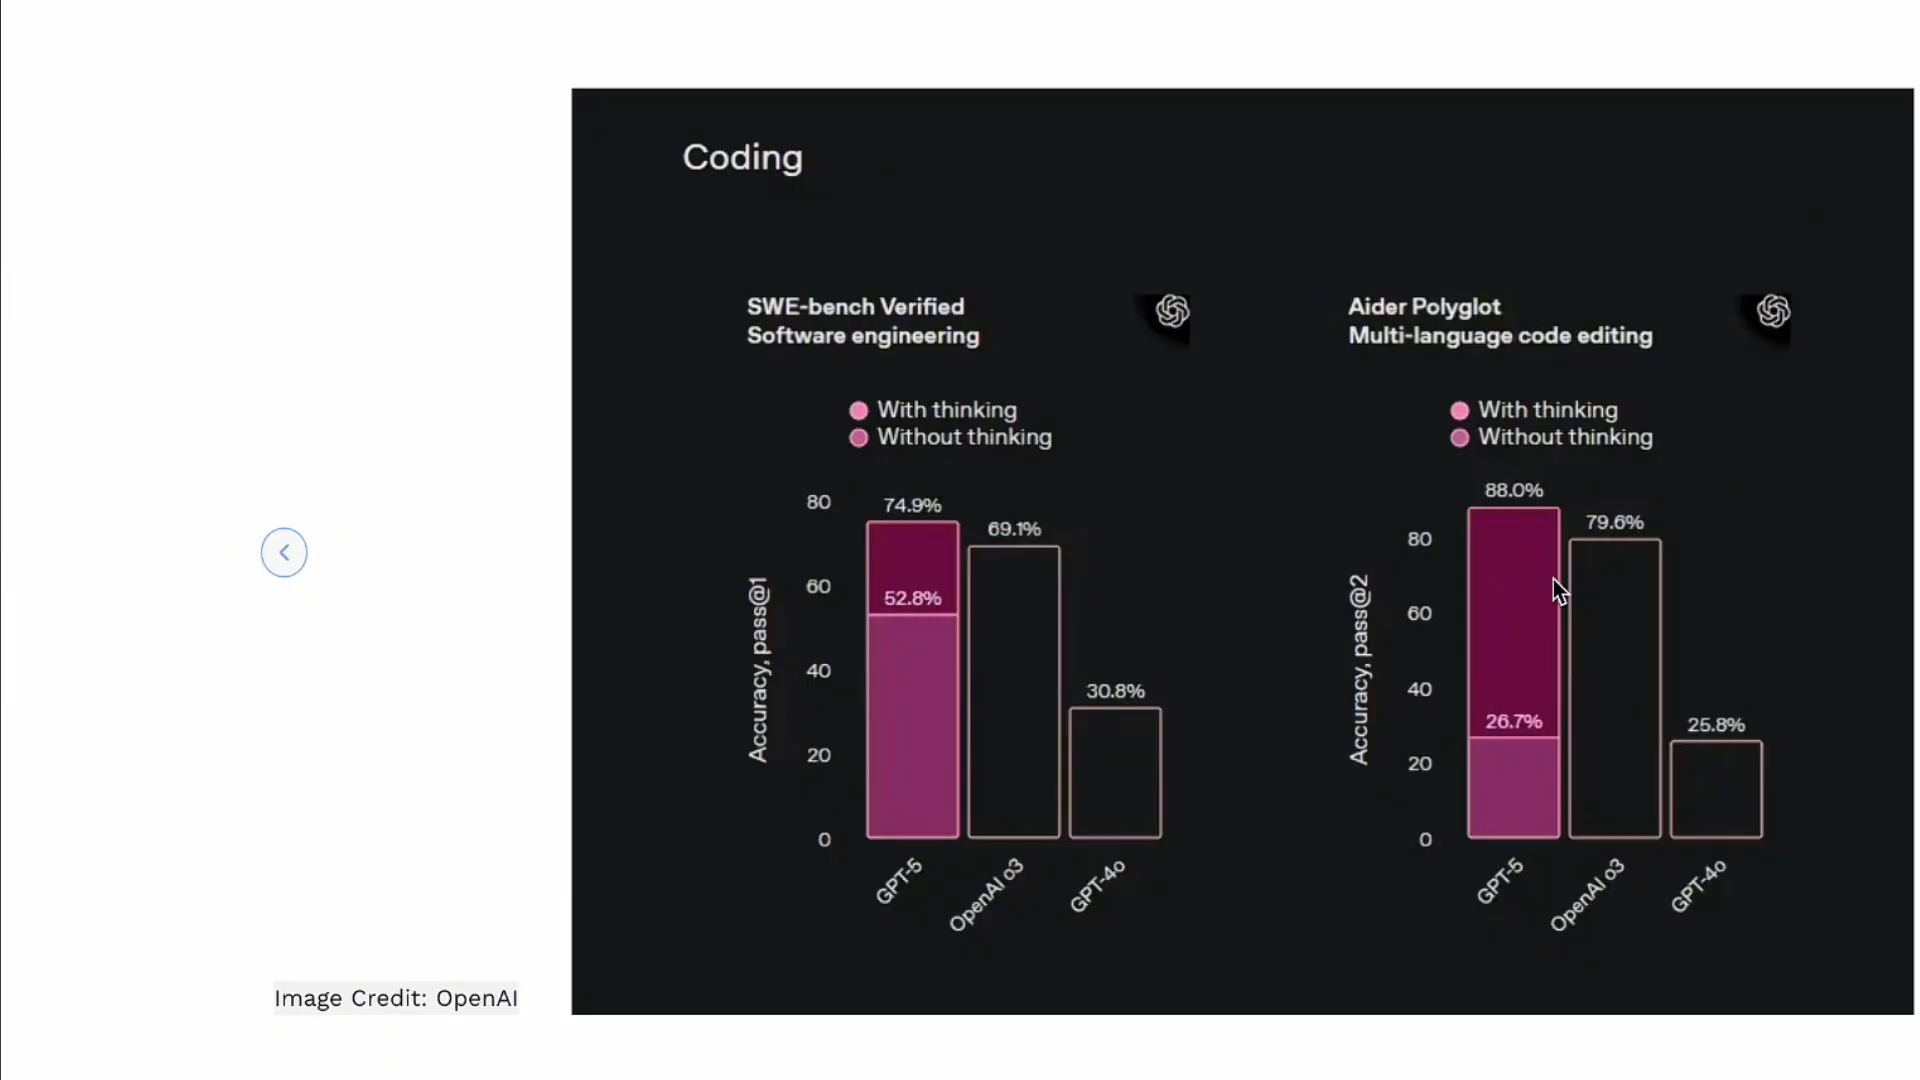 Coding
SWE-bench Verified
Software engineering
With thinking
Without thinking
Accuracy, pass@1
80
60
40
20
0
74.9%
52.8%
69.1%
30.8%
GPT-5
OpenAI o3
GPT-4o
Aider Polyglot
Multi-language code editing
With thinking
Without thinking
Accuracy, pass@2
80
60
40
20
0
88.0%
26.7%
79.6%
25.8%
GPT-5
OpenAI o3
GPT-4o
Image Credit: OpenAI